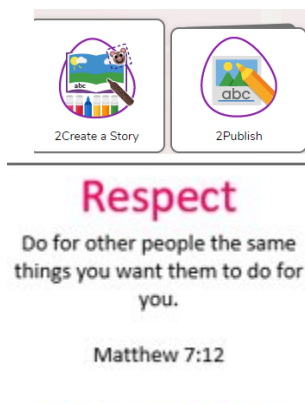 abc
abc
2Create a Story
2Publish
Respect
Do for other people the same
things you want them to do for
you.
Matthew 7:12